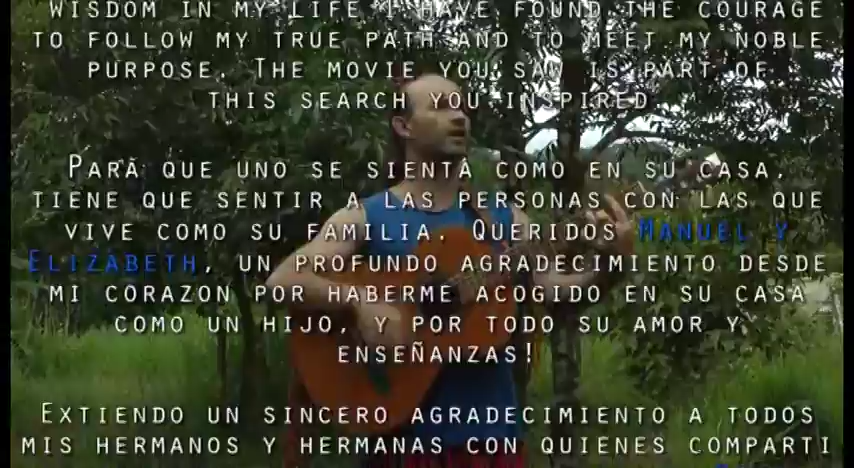 WISDOM IN MY LIFE I HAVE FOUND THE COURAGE
TO FOLLOW MY TRUE PATH AND TO MEET MY NOBLE
PURPOSE. THE MOVIE YOU SAW IS PART OF
THIS SEARCH YOU INSPIRED
PARA QUE UNO SE SIENTA COMO EN SU CASA,
TIENE QUE SENTIR A LAS PERSONAS CON LAS QUE
VIVE COMO SU FAMILIA. QUERIDOS MANUEL Y
ELIZABETH, UN PROFUNDO AGRADECIMIENTO DESDE
MI CORAZON POR HABERME ACOGIDO EN SU CASA
COMO UN HIJO, Y POR TODO SU AMOR Y
ENSEÑANZAS!
EXTIENDO UN SINCERO AGRADECIMIENTO A TODOS
MIS HERMANOS Y HERMANAS CON QUIENES COMPARTI